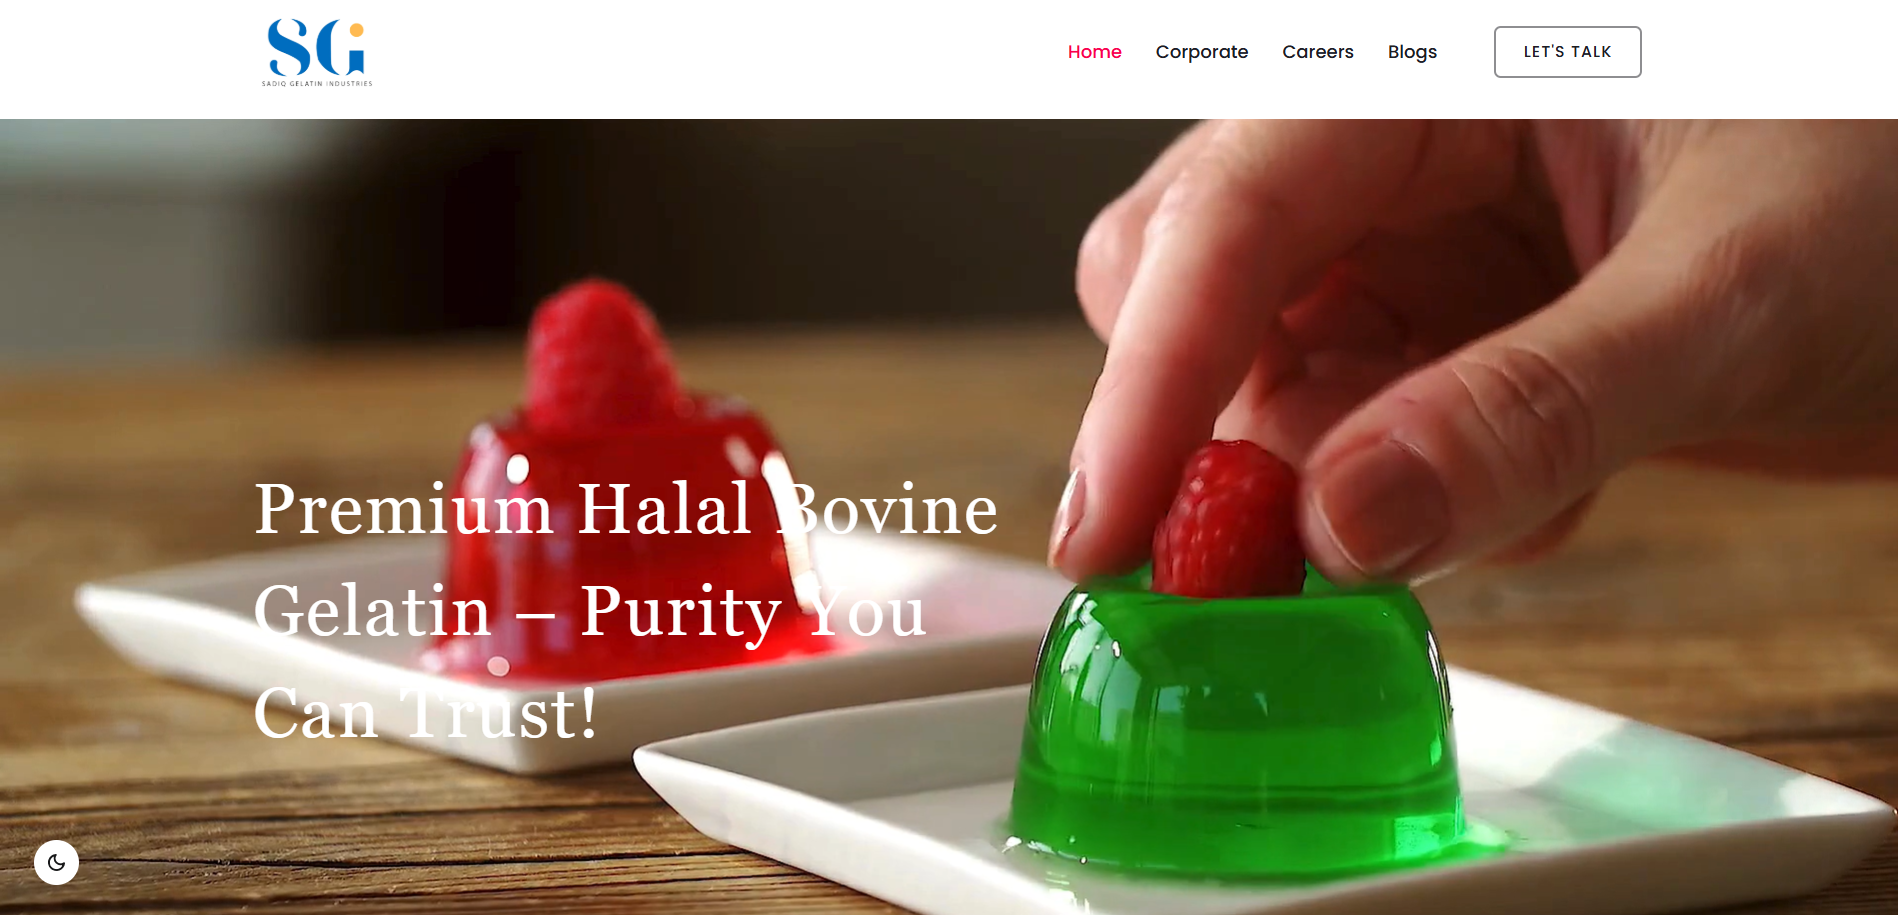 SG
SADIQ GELATIN INDUSTRIES
Home Corporate Careers Blogs LET'S TALK
Premium Halal Bovine
Gelatin – Purity You
Can Trust!